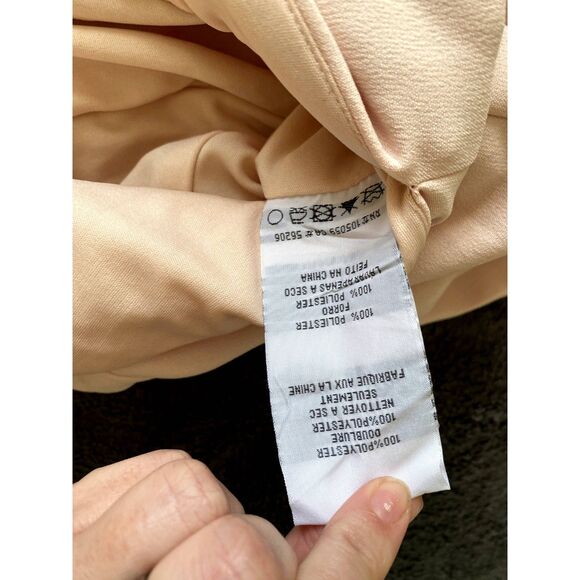 100%POLYESTER
DOUBLURE
100%POLYESTER
NETTOYER A SEC
SEULEMENT
FABRIQUE AUX LA CHINE
100% POLIESTER
FORRO
100% POLIESTER
APENAS A SECO
FEITO NA CHINA
RN# 105059 CA# 56206